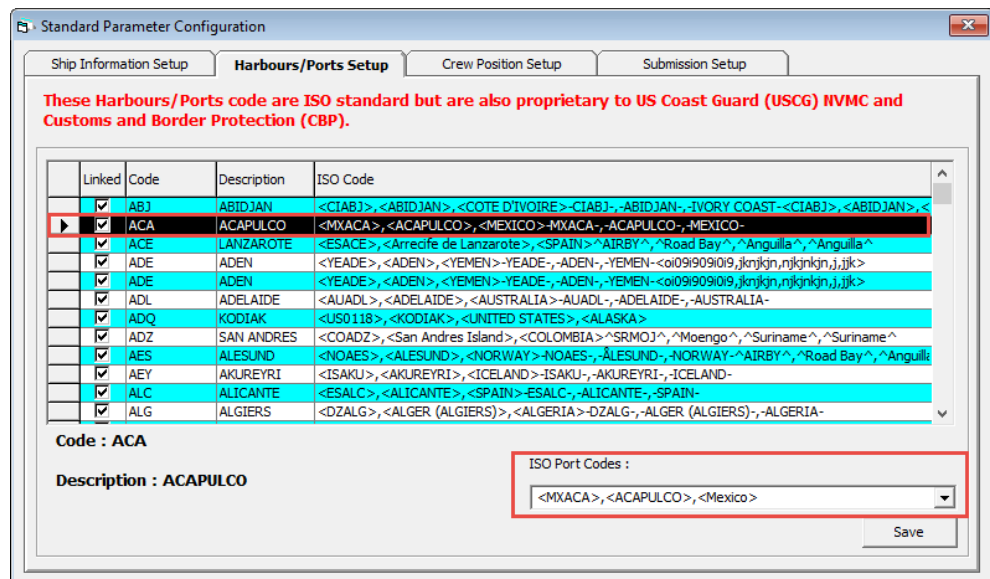 Standard Parameter Configuration
Ship Information Setup Harbours/Ports Setup Crew Position Setup Submission Setup
These Harbours/Ports code are ISO standard but are also proprietary to US Coast Guard (USCG) NVMC and
Customs and Border Protection (CBP).
Linked Code Description ISO Code
ABJ ABIDJAN <CIABJ>,<ABIDJAN>,<COTE D'IVOIRE>-CIABJ-,-ABIDJAN-,-IVORY COAST-<CIABJ>,<ABIDJAN>,<
ACA ACAPULCO <MXACA>,<ACAPULCO>,<MEXICO>-MXACA-,-ACAPULCO-,-MEXICO-
ACE LANZAROTE <ESACE>,<Arrecife de Lanzarote>,<SPAIN>^AIRBY^,^Road Bay^,^Anguilla^,^Anguilla^
ADE ADEN <YEADE>,<ADEN>,<YEMEN>-YEADE-,-ADEN-,-YEMEN-<oi09i909i0i9,jknjkjn,njkjnkjn,j,jjk>
ADE ADEN <YEADE>,<ADEN>,<YEMEN>-YEADE-,-ADEN-,-YEMEN-<oi09i909i0i9,jknjkjn,njkjnkjn,j,jjk>
ADL ADELAIDE <AUADL>,<ADELAIDE>,<AUSTRALIA>-AUADL-,-ADELAIDE-,-AUSTRALIA-
ADQ KODIAK <US0118>,<KODIAK>,<UNITED STATES>,<ALASKA>
ADZ SAN ANDRES <COADZ>,<San Andres Island>,<COLOMBIA>^SRMOJ^,^Moengo^,^Suriname^,^Suriname^
AES ALESUND <NOAES>,<ALESUND>,<NORWAY>-NOAES-,-ÅLESUND-,-NORWAY-^AIRBY^,^Road Bay^,^Anguilla
AEY AKUREYRI <ISAKU>,<AKUREYRI>,<ICELAND>-ISAKU-,-AKUREYRI-,-ICELAND-
ALC ALICANTE <ESALC>,<ALICANTE>,<SPAIN>-ESALC-,-ALICANTE-,-SPAIN-
ALG ALGIERS <DZALG>,<ALGER (ALGIERS)>,<ALGERIA>-DZALG-,-ALGER (ALGIERS)-,-ALGERIA-
Code : ACA
Description : ACAPULCO
ISO Port Codes :
<MXACA>,<ACAPULCO>,<Mexico>
Save